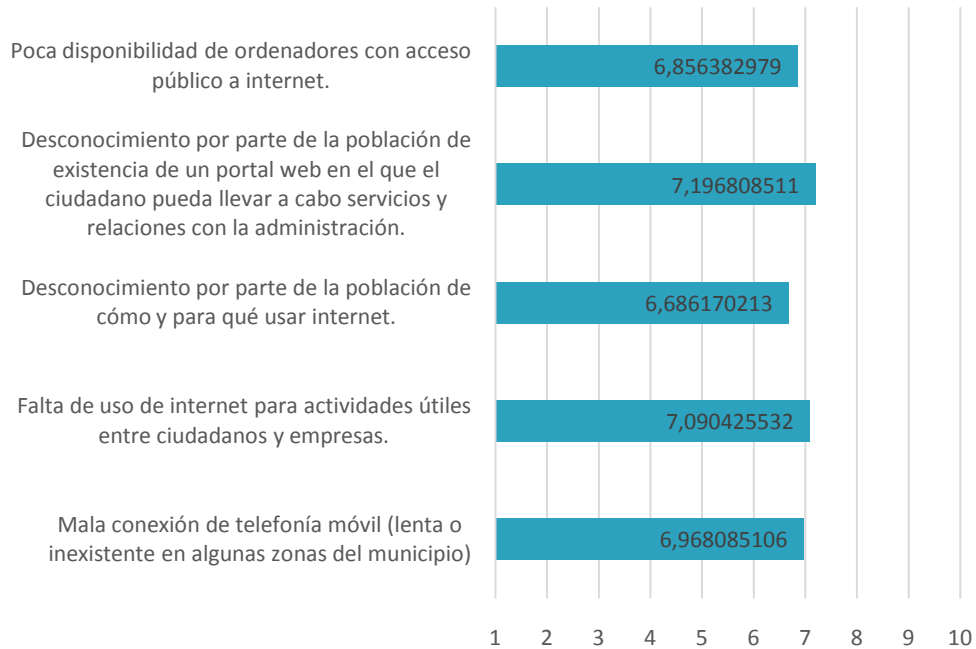 Poca disponibilidad de ordenadores con acceso
público a internet.
6,856382979
Desconocimiento por parte de la población de
existencia de un portal web en el que el
ciudadano pueda llevar a cabo servicios y
relaciones con la administración.
7,196808511
Desconocimiento por parte de la población de
cómo y para qué usar internet.
6,686170213
Falta de uso de internet para actividades útiles
entre ciudadanos y empresas.
7,090425532
Mala conexión de telefonía móvil (lenta o
inexistente en algunas zonas del municipio)
6,968085106
1 2 3 4 5 6 7 8 9 10